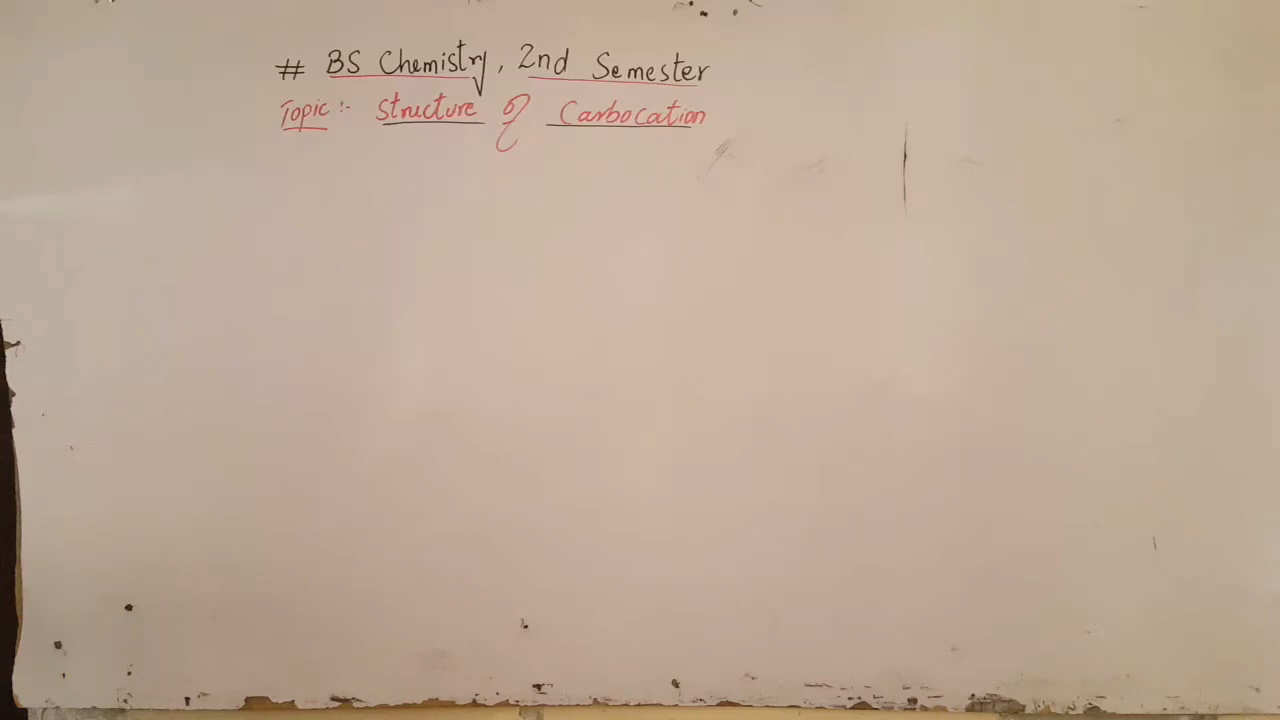 # BS Chemistry, 2nd Semester
Topic :- Structure of Carbocation